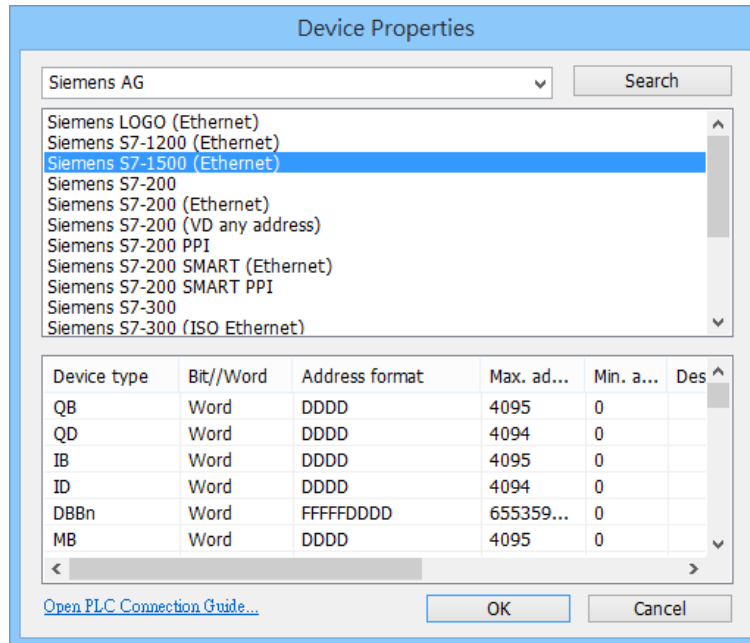 Device Properties
Siemens AG
Search
Siemens LOGO (Ethernet)
Siemens S7-1200 (Ethernet)
Siemens S7-1500 (Ethernet)
Siemens S7-200
Siemens S7-200 (Ethernet)
Siemens S7-200 (VD any address)
Siemens S7-200 PPI
Siemens S7-200 SMART (Ethernet)
Siemens S7-200 SMART PPI
Siemens S7-300
Siemens S7-300 (ISO Ethernet)
Device type Bit//Word Address format Max. ad... Min. a... Des
QB Word DDDD 4095 0
QD Word DDDD 4094 0
IB Word DDDD 4095 0
ID Word DDDD 4094 0
DBBn Word FFFFFDDDD 655359... 0
MB Word DDDD 4095 0
Open PLC Connection Guide...
OK
Cancel